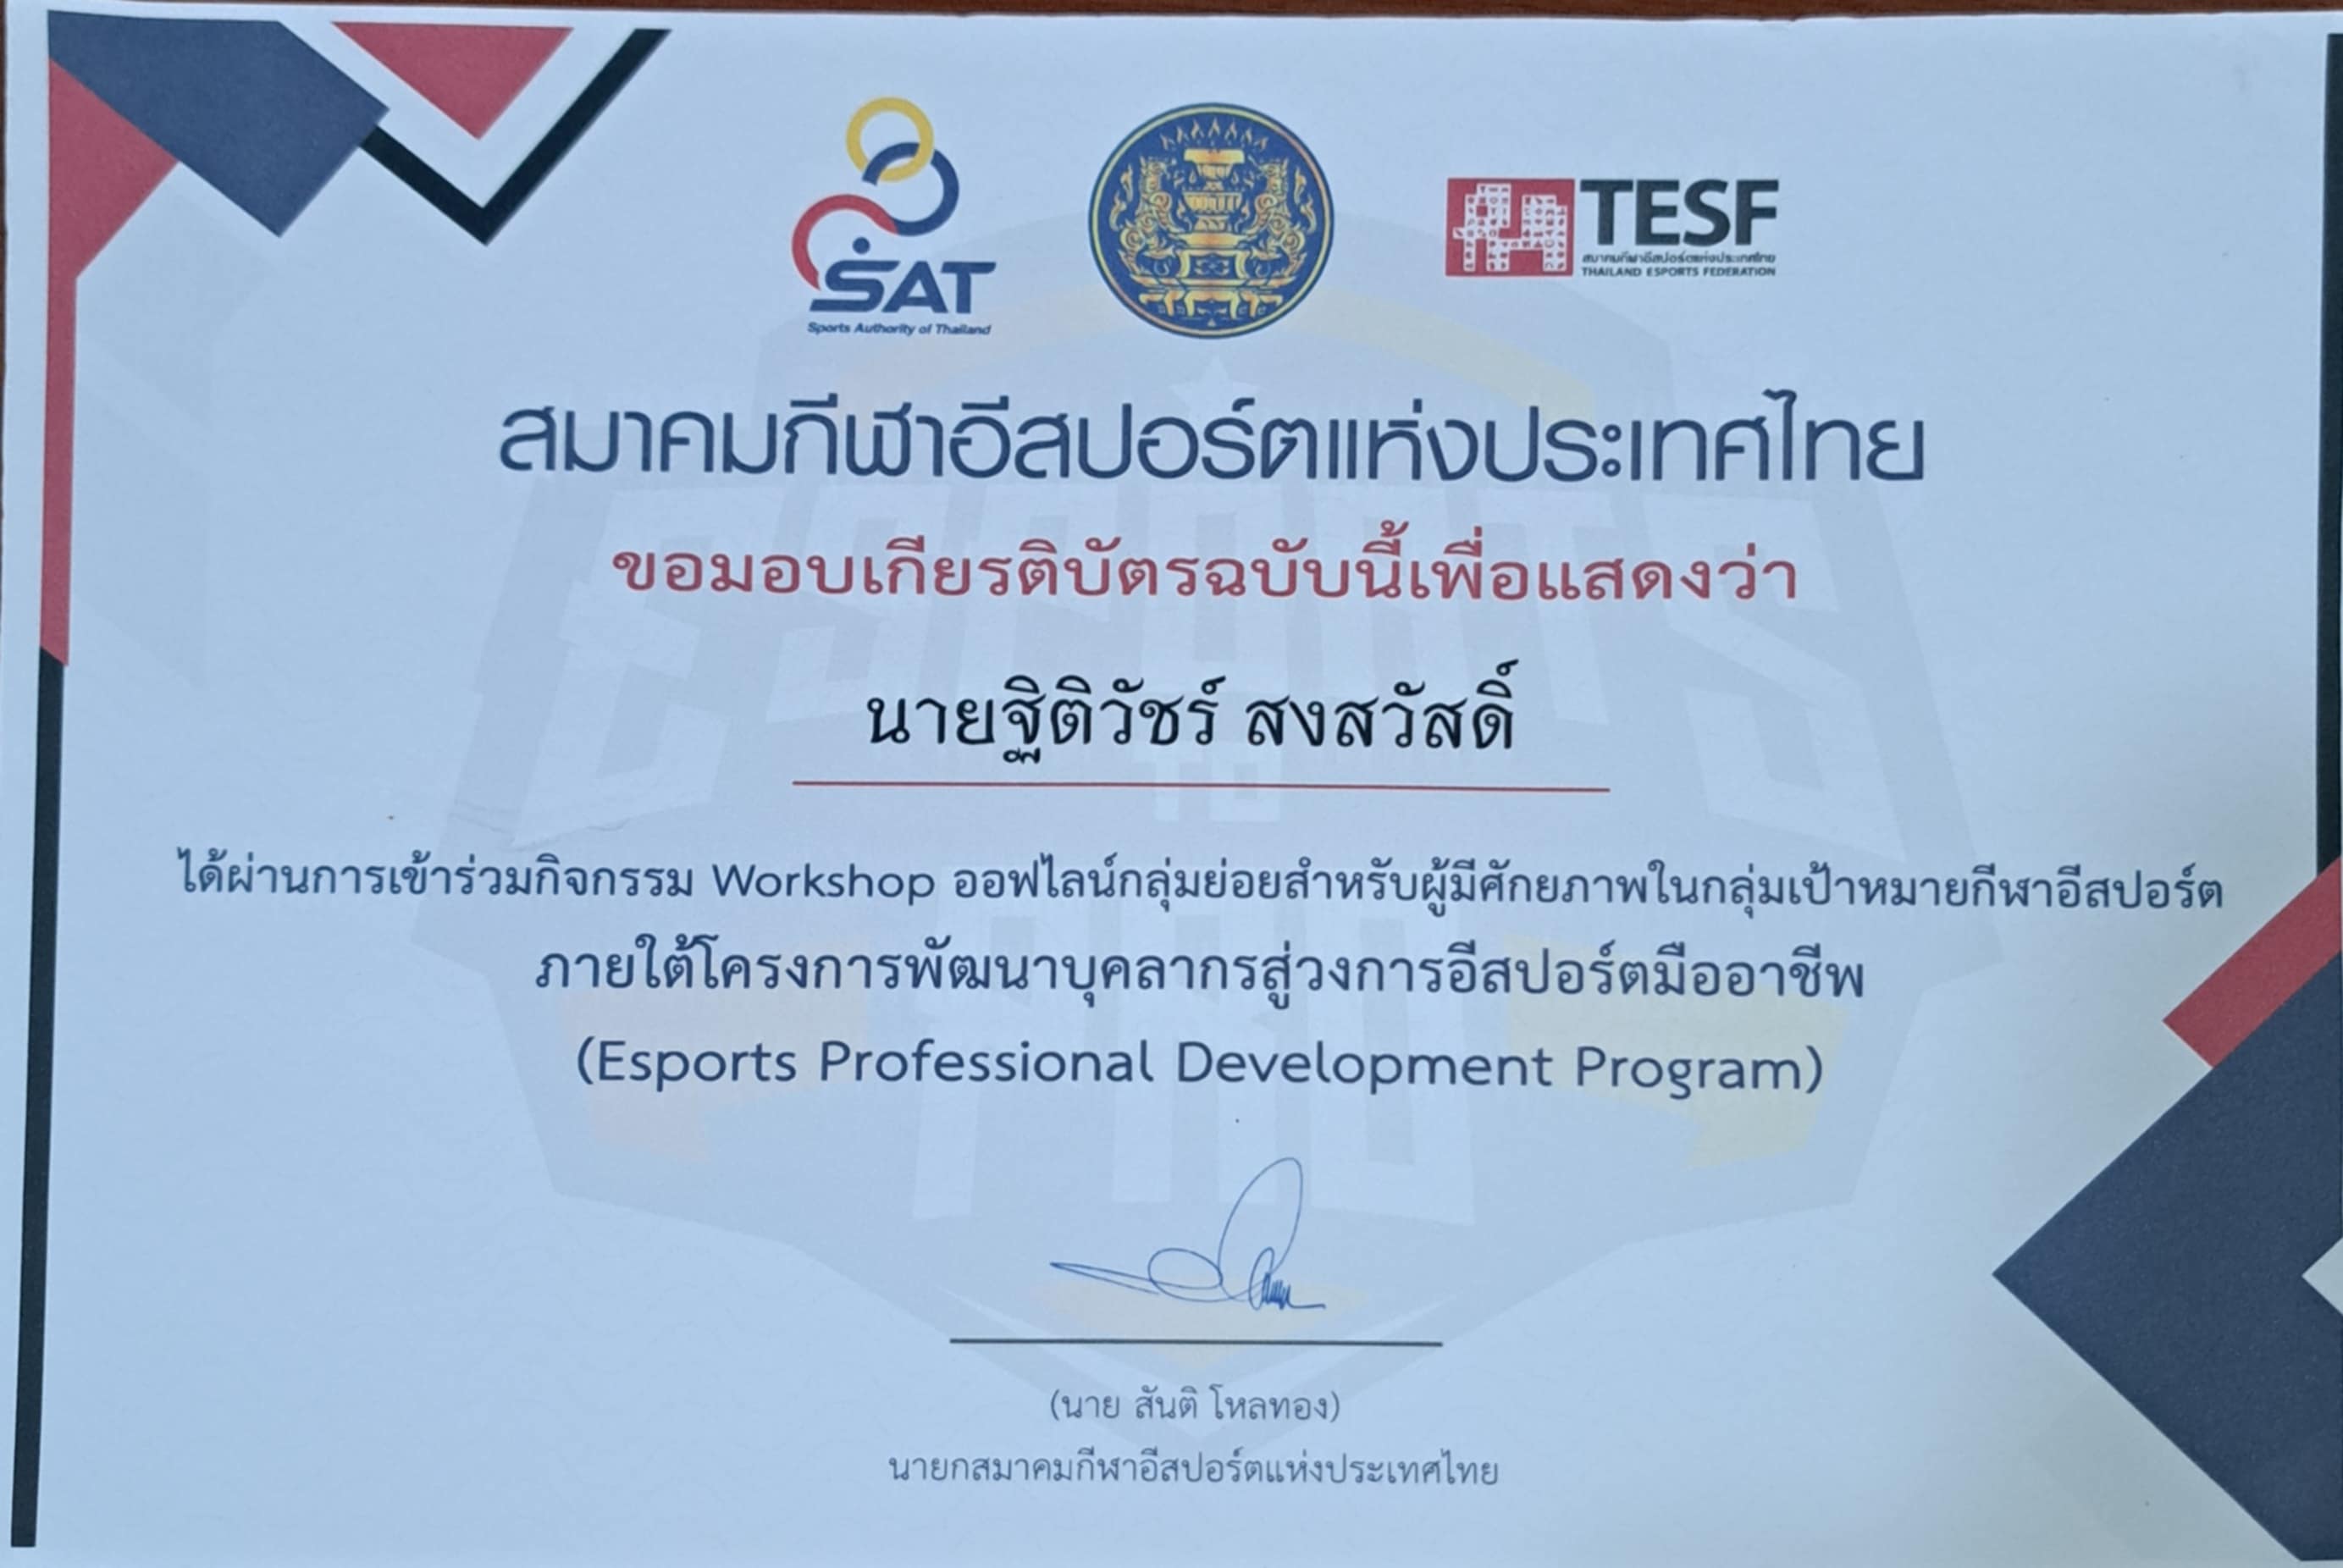 SAT
Sports Authority of Thailand
TESF
สมาคมกีฬาอีสปอร์ตแห่งประเทศไทย
THAILAND ESPORTS FEDERATION
สมาคมกีฬาอีสปอร์ตแห่งประเทศไทย
ขอมอบเกียรติบัตรฉบับนี้เพื่อแสดงว่า
นายฐิติวัชร์ สงสวัสดิ์
ได้ผ่านการเข้าร่วมกิจกรรม Workshop ออฟไลน์กลุ่มย่อยสำหรับผู้มีศักยภาพในกลุ่มเป้าหมายกีฬาอีสปอร์ต
ภายใต้โครงการพัฒนาบุคลากรสู่วงการอีสปอร์ตมืออาชีพ
(Esports Professional Development Program)
(นาย สันติ โหลทอง)
นายกสมาคมกีฬาอีสปอร์ตแห่งประเทศไทย
ESPORTS
TO
PRO